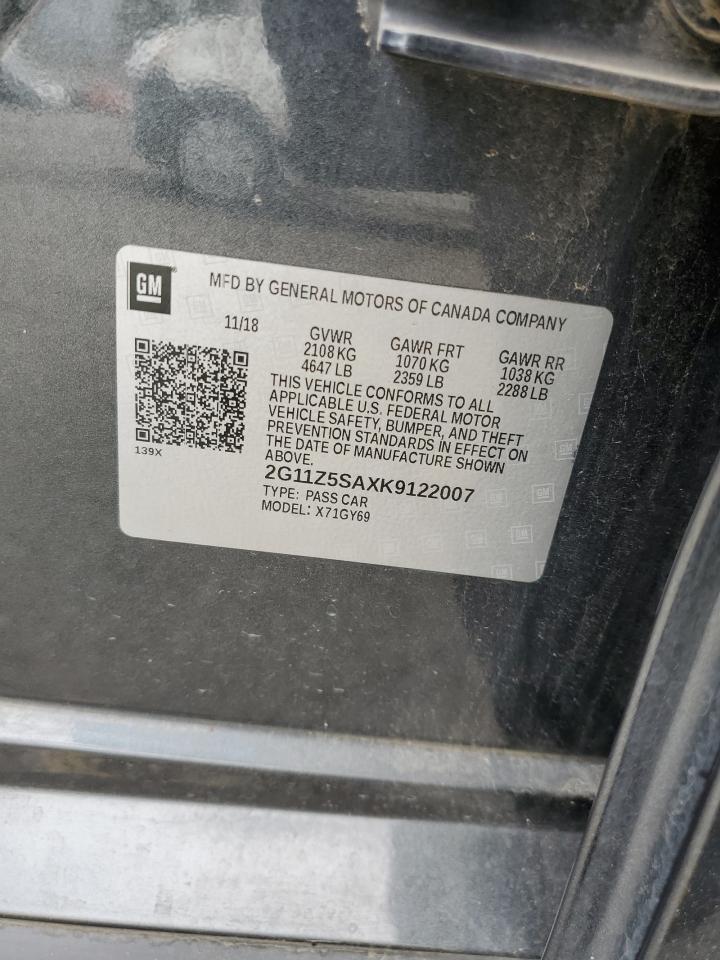 GM
MFD BY GENERAL MOTORS OF CANADA COMPANY
11/18
GVWR GAWR FRT GAWR RR
2108 KG 1070 KG 1038 KG
4647 LB 2359 LB 2288 LB
THIS VEHICLE CONFORMS TO ALL
APPLICABLE U.S. FEDERAL MOTOR
VEHICLE SAFETY, BUMPER, AND THEFT
PREVENTION STANDARDS IN EFFECT ON
THE DATE OF MANUFACTURE SHOWN
ABOVE.
139X
2G11Z5SAXK9122007
TYPE: PASS CAR
MODEL: X71GY69